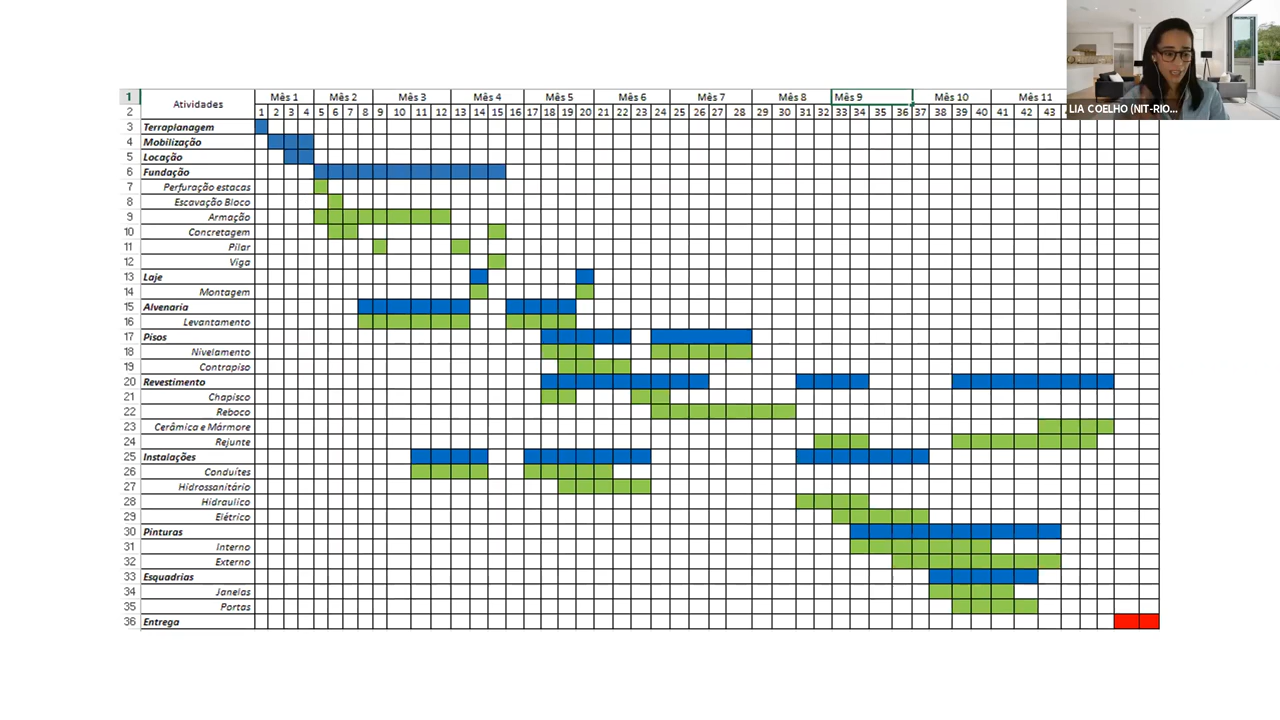 LIA COELHO (NIT-RIO...
1 Atividades Mês 1 Mês 2 Mês 3 Mês 4 Mês 5 Mês 6 Mês 7 Mês 8 Mês 9 Mês 10 Mês 11
2 1 2 3 4 5 6 7 8 9 10 11 12 13 14 15 16 17 18 19 20 21 22 23 24 25 26 27 28 29 30 31 32 33 34 35 36 37 38 39 40 41 42 43
3 Terraplanagem
4 Mobilização
5 Locação
6 Fundação
7 Perfuração estacas
8 Escavação Bloco
9 Armação
10 Concretagem
11 Pilar
12 Viga
13 Laje
14 Montagem
15 Alvenaria
16 Levantamento
17 Pisos
18 Nivelamento
19 Contrapiso
20 Revestimento
21 Chapisco
22 Reboco
23 Cerâmica e Mármore
24 Rejunte
25 Instalações
26 Conduítes
27 Hidrossanitário
28 Hidraulico
29 Elétrico
30 Pinturas
31 Interno
32 Externo
33 Esquadrias
34 Janelas
35 Portas
36 Entrega